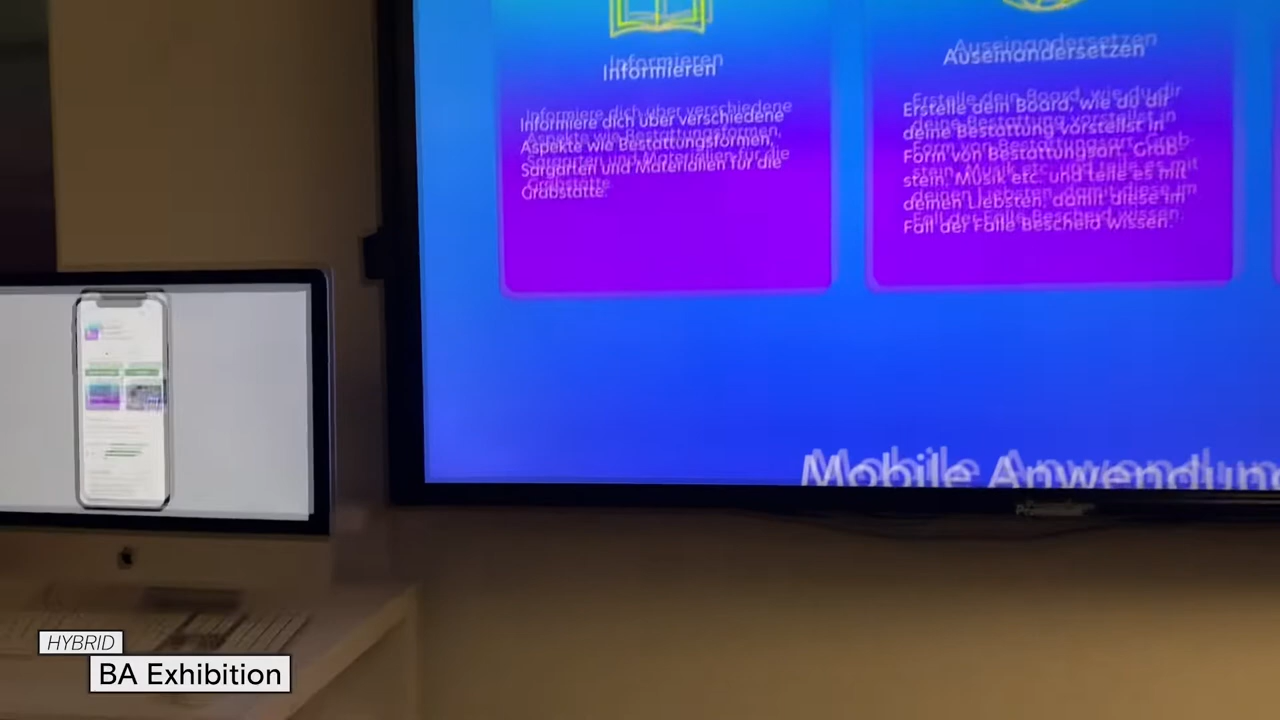 Informieren
Informiere dich über verschiedene
Aspekte wie Bestattungsformen,
Sargarten und Materialien für die
Grabstätte.
Auseinandersetzen
Erstelle dein Board, wie du dir
deine Bestattung vorstellst in
Form von Bestattungsart, Grab-
stein, Musik etc. und teile es mit
deinen Liebsten, damit diese im
Fall der Fälle Bescheid wissen.
Mobile Anwendun
HYBRID
BA Exhibition